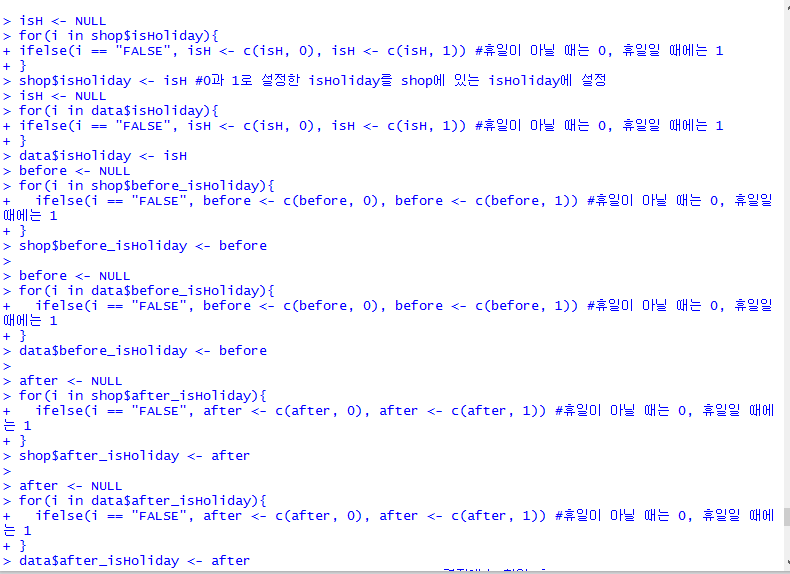 > isH <- NULL
> for(i in shop$isHoliday){
+ ifelse(i == "FALSE", isH <- c(isH, 0), isH <- c(isH, 1)) #휴일이 아닐 때는 0, 휴일일 때에는 1
+ }
> shop$isHoliday <- isH #0과 1로 설정한 isHoliday를 shop에 있는 isHoliday에 설정
> isH <- NULL
> for(i in data$isHoliday){
+ ifelse(i == "FALSE", isH <- c(isH, 0), isH <- c(isH, 1)) #휴일이 아닐 때는 0, 휴일일 때에는 1
+ }
> data$isHoliday <- isH
> before <- NULL
> for(i in shop$before_isHoliday){
+   ifelse(i == "FALSE", before <- c(before, 0), before <- c(before, 1)) #휴일이 아닐 때는 0, 휴일일
때에는 1
+ }
> shop$before_isHoliday <- before
>
> before <- NULL
> for(i in data$before_isHoliday){
+   ifelse(i == "FALSE", before <- c(before, 0), before <- c(before, 1)) #휴일이 아닐 때는 0, 휴일일
때에는 1
+ }
> data$before_isHoliday <- before
>
> after <- NULL
> for(i in shop$after_isHoliday){
+   ifelse(i == "FALSE", after <- c(after, 0), after <- c(after, 1)) #휴일이 아닐 때는 0, 휴일일 때에
는 1
+ }
> shop$after_isHoliday <- after
>
> after <- NULL
> for(i in data$after_isHoliday){
+   ifelse(i == "FALSE", after <- c(after, 0), after <- c(after, 1)) #휴일이 아닐 때는 0, 휴일일 때에
는 1
+ }
> data$after_isHoliday <- after